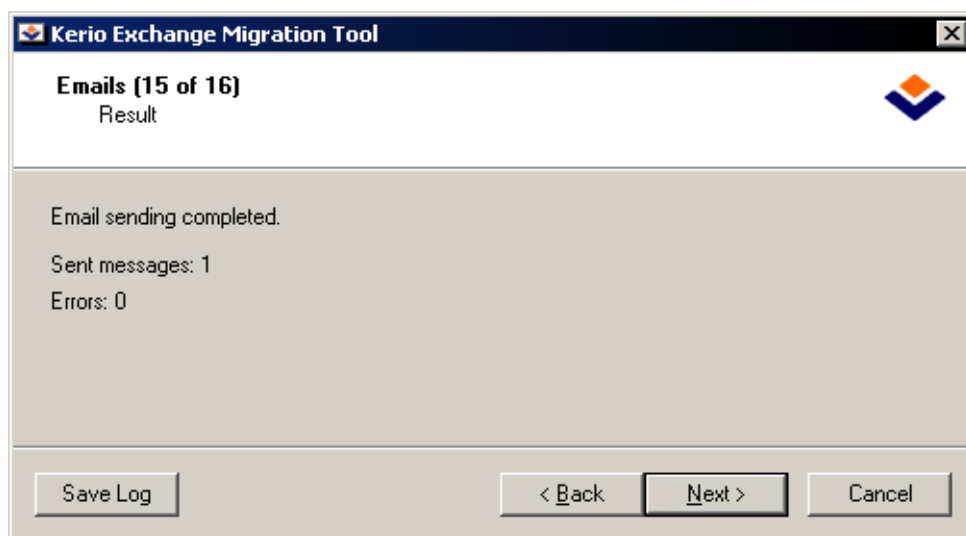 Kerio Exchange Migration Tool
Emails (15 of 16)
Result
Email sending completed.
Sent messages: 1
Errors: 0
Save Log
< Back
Next >
Cancel